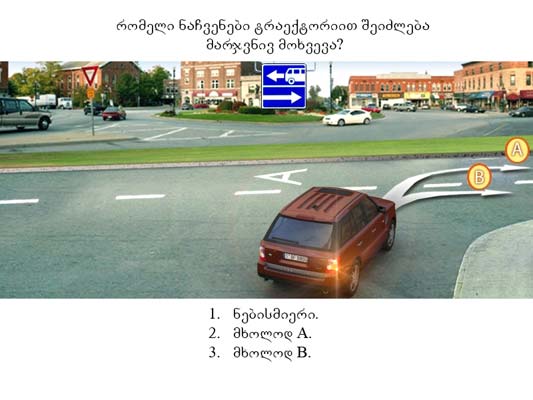 რომელი ნაჩვენები ტრაექტორიით შეიძლება
მარჯვნივ მოხვევა?
A
B
A
1. ნებისმიერი.
2. მხოლოდ A.
3. მხოლოდ B.